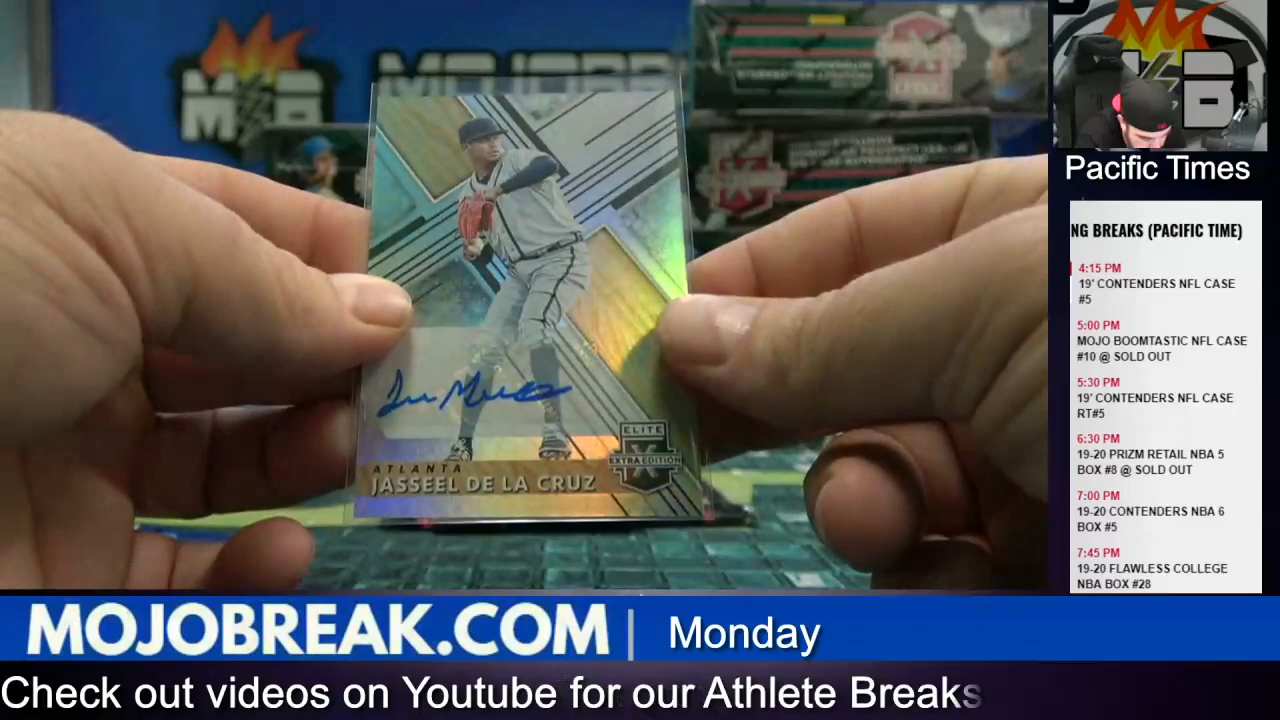 MOJOBREAK
MB
ELITE
EXTRA EDITION
ATLANTA
JASSEEL DE LA CRUZ
Pacific Times
NG BREAKS (PACIFIC TIME)
4:15 PM
19' CONTENDERS NFL CASE
#5
5:00 PM
MOJO BOOMTASTIC NFL CASE
#10 @ SOLD OUT
5:30 PM
19' CONTENDERS NFL CASE
RT#5
6:30 PM
19-20 PRIZM RETAIL NBA 5
BOX #8 @ SOLD OUT
7:00 PM
19-20 CONTENDERS NBA 6
BOX #5
7:45 PM
19-20 FLAWLESS COLLEGE
NBA BOX #28
MOJOBREAK.COM | Monday
Check out videos on Youtube for our Athlete Breaks